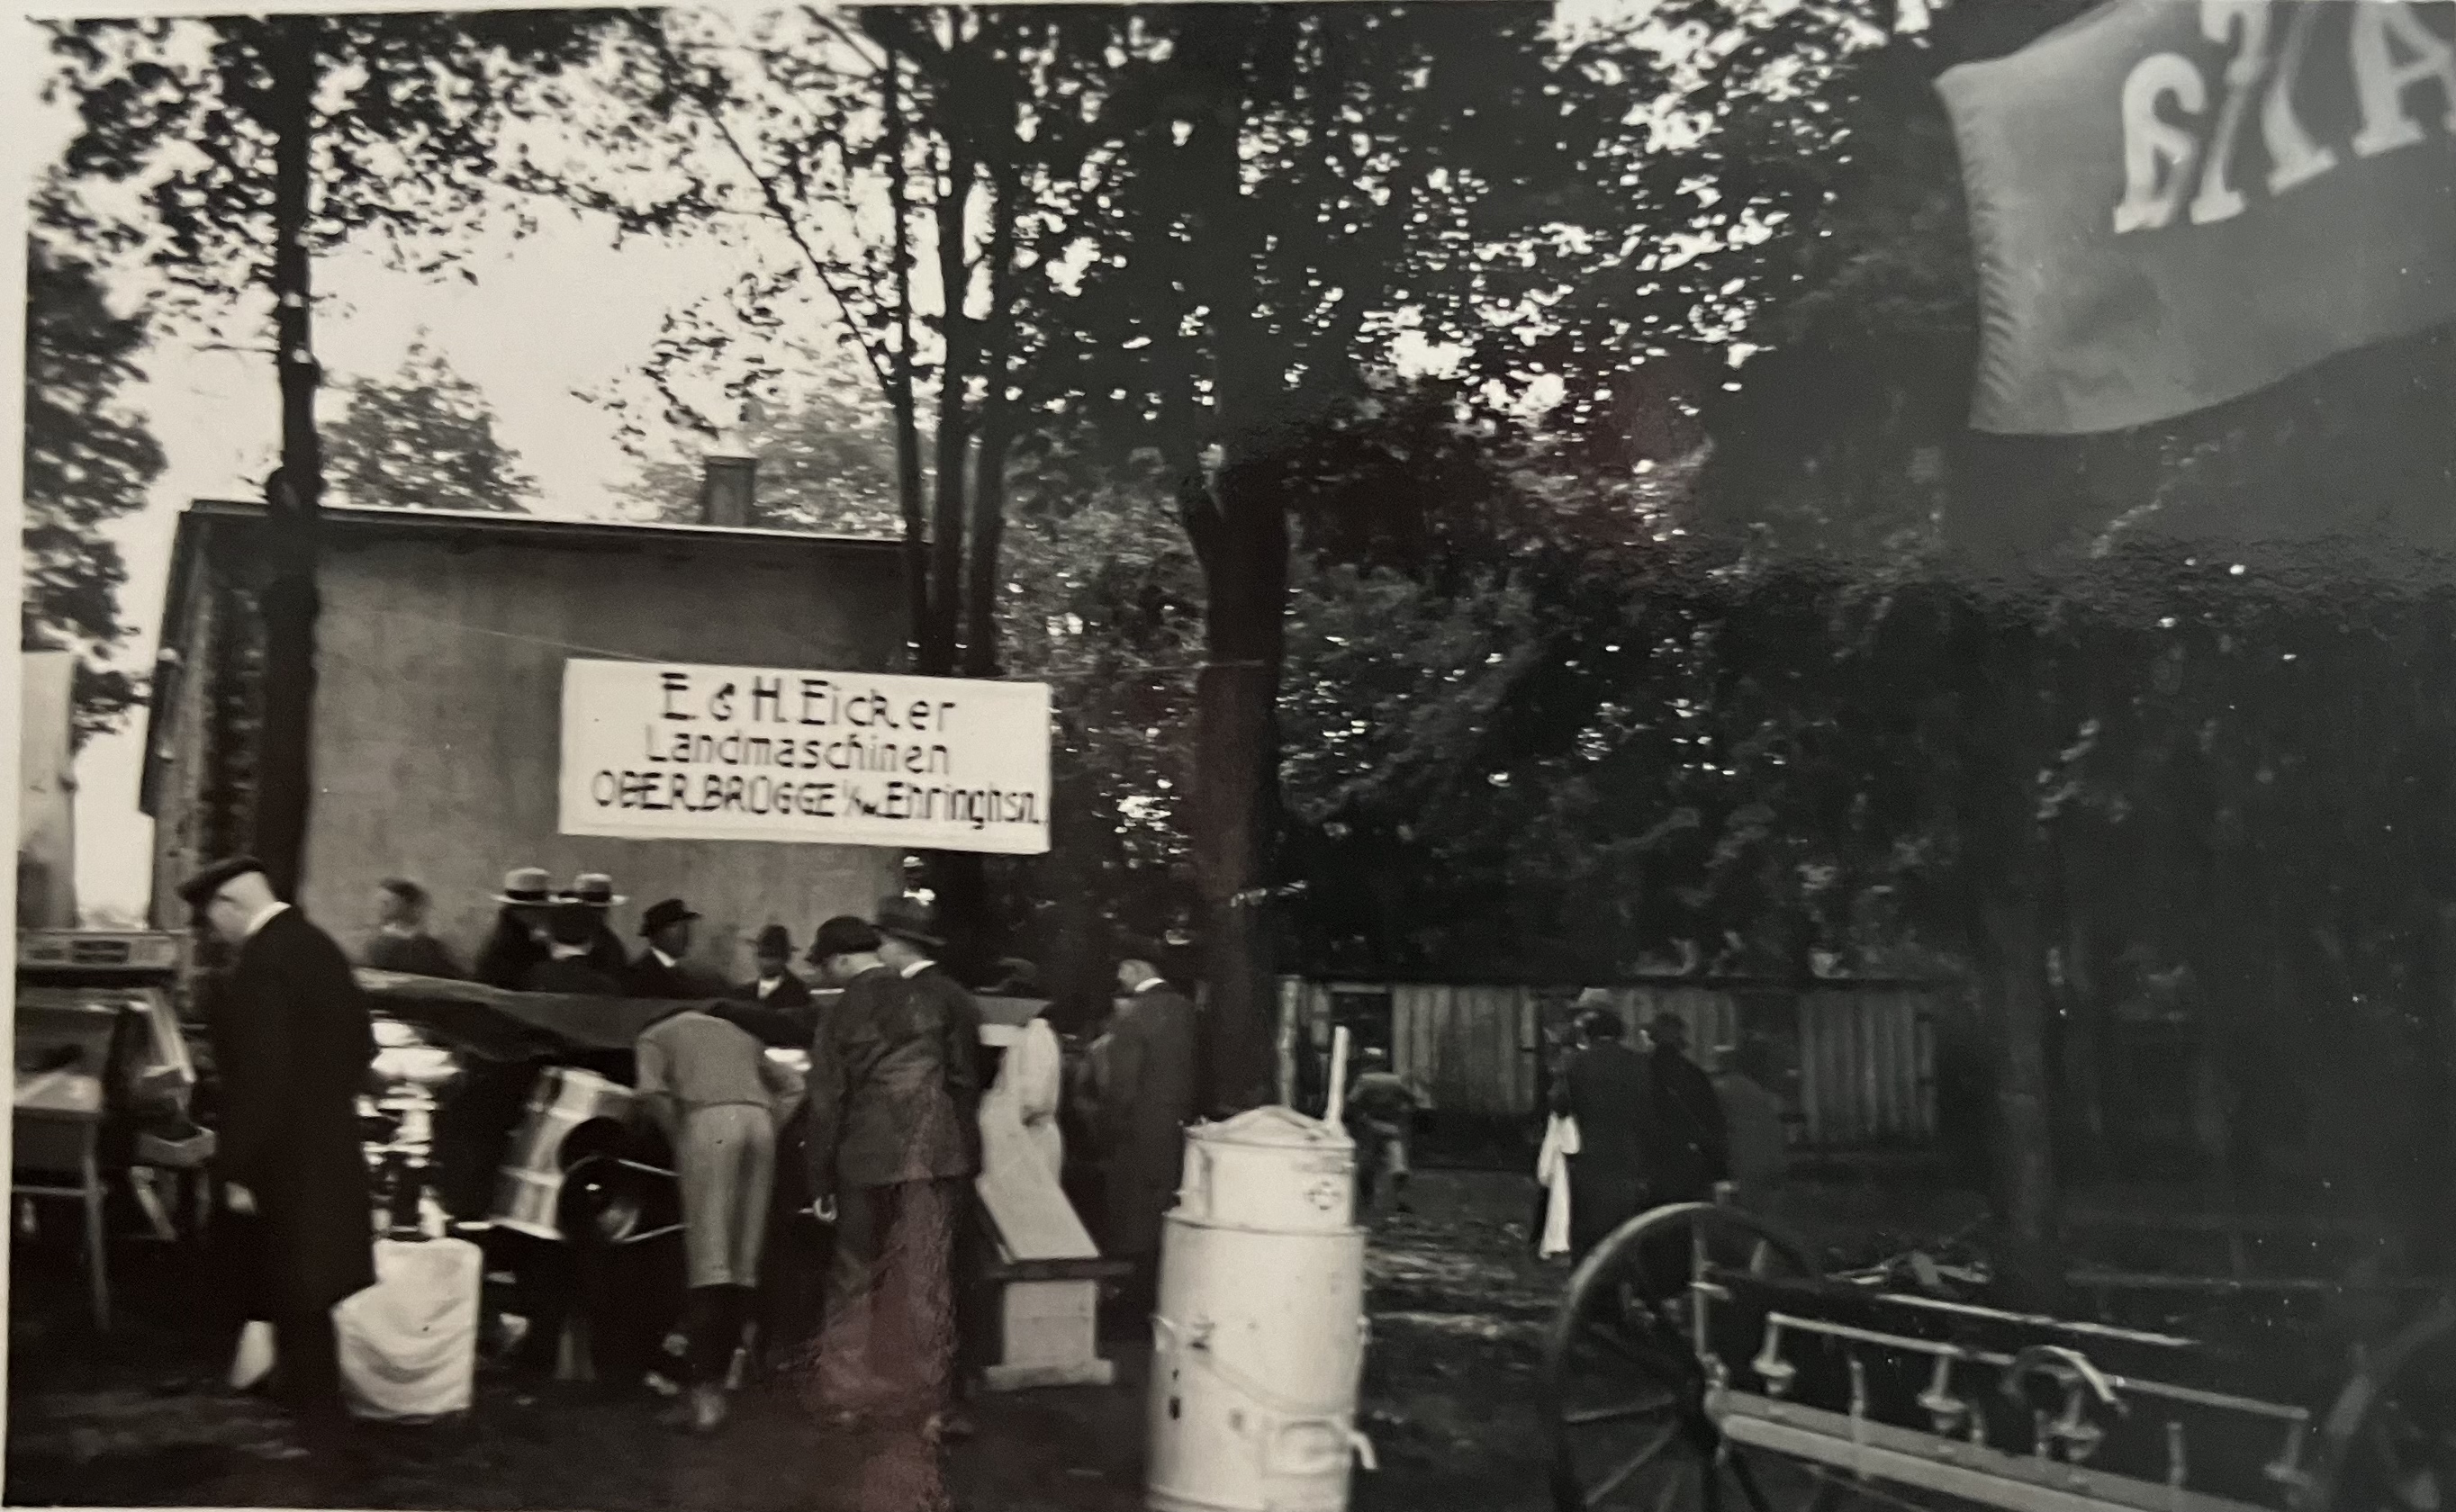 E & H. Eicker
Landmaschinen
OBERBRÜGGE i/w. Ehringhsn.